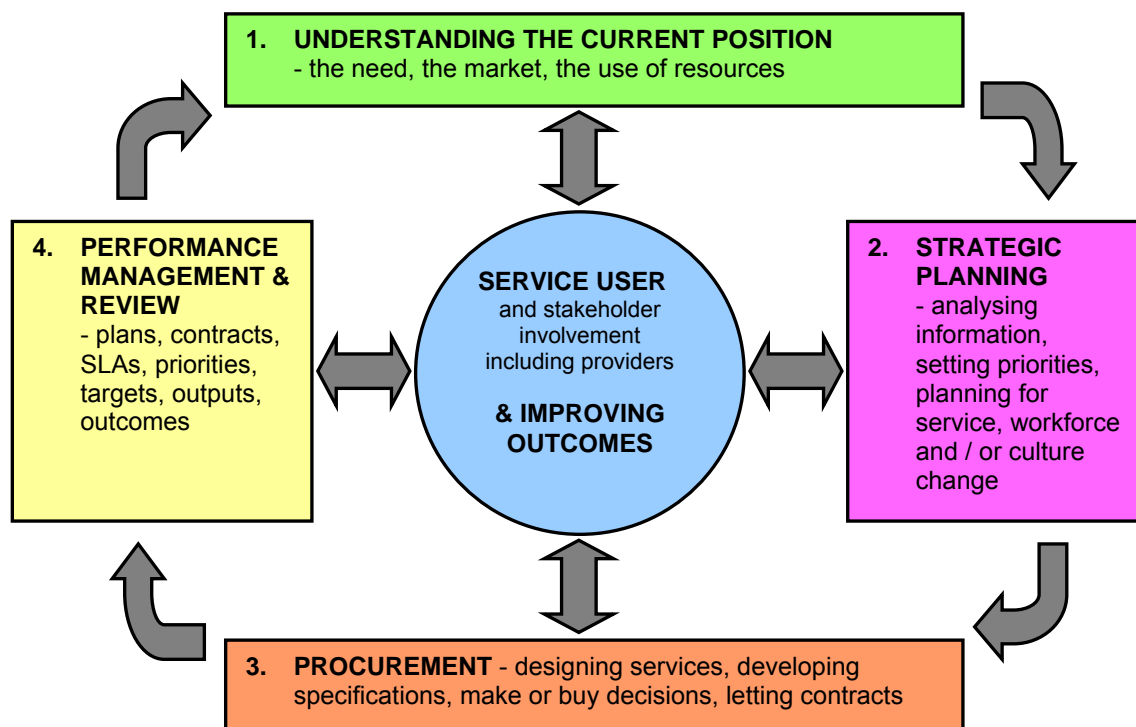 1. UNDERSTANDING THE CURRENT POSITION
- the need, the market, the use of resources
4. PERFORMANCE
MANAGEMENT &
REVIEW
- plans, contracts,
SLAs, priorities,
targets, outputs,
outcomes
SERVICE USER
and stakeholder
involvement
including providers
& IMPROVING
OUTCOMES
2. STRATEGIC
PLANNING
- analysing
information,
setting priorities,
planning for
service, workforce
and / or culture
change
3. PROCUREMENT - designing services, developing
specifications, make or buy decisions, letting contracts